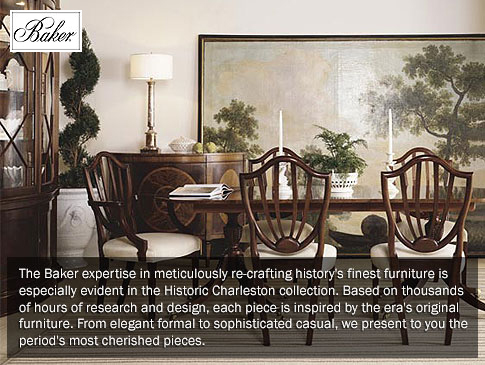 Baker
The Baker expertise in meticulously re-crafting history's finest furniture is
especially evident in the Historic Charleston collection. Based on thousands
of hours of research and design, each piece is inspired by the era's original
furniture. From elegant formal to sophisticated casual, we present to you the
period's most cherished pieces.